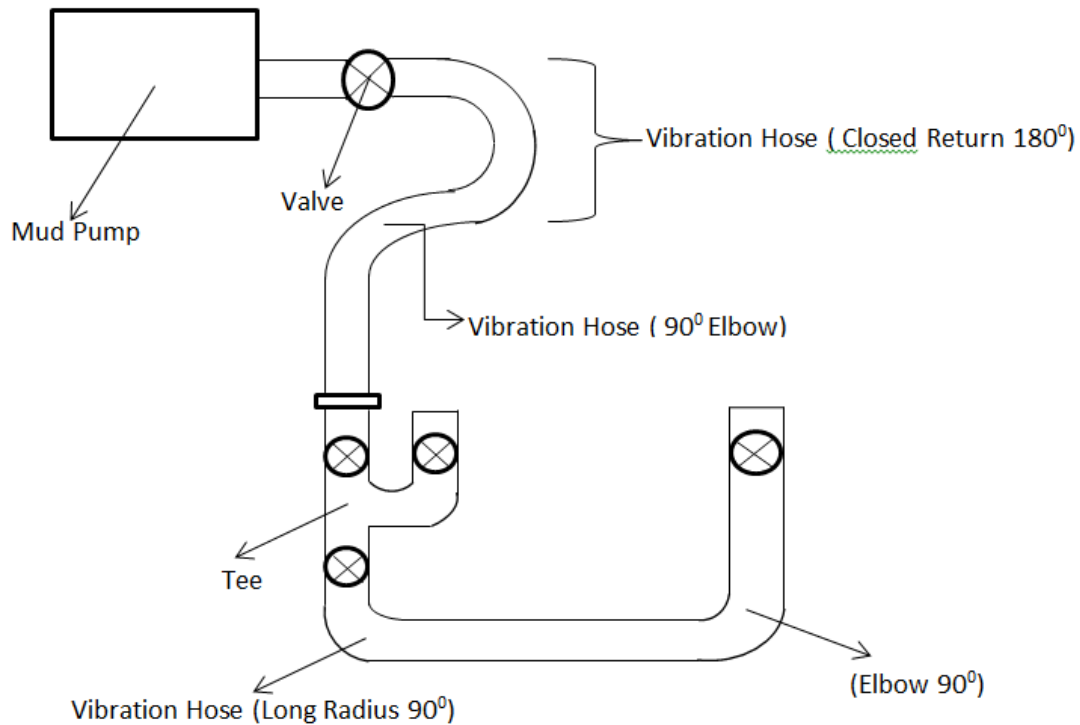 Vibration Hose ( Closed Return 180⁰)
Valve
Mud Pump
Vibration Hose ( 90⁰ Elbow)
Tee
(Elbow 90⁰)
Vibration Hose (Long Radius 90⁰)